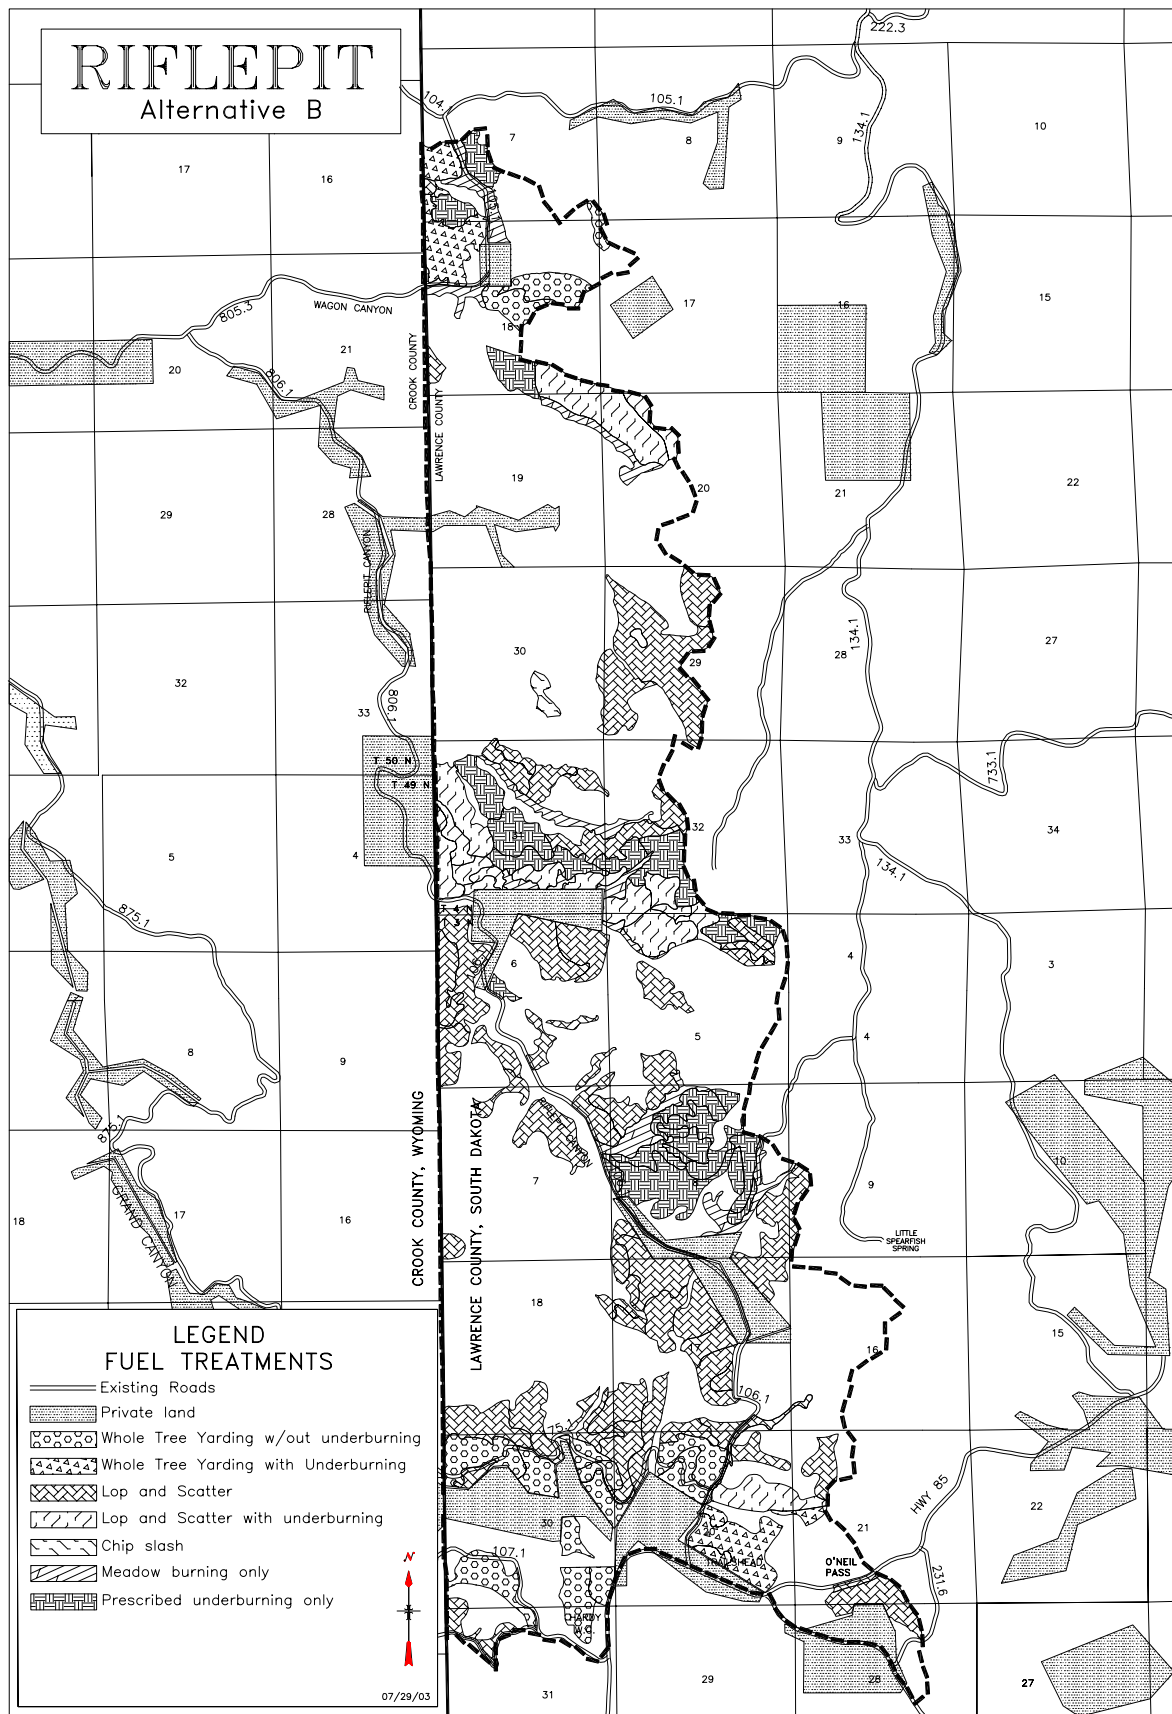 RIFLEPIT
Alternative B
222.3
104.1
105.1
134.1
7
8
9
10
17
16
805.3
WAGON CANYON
18
17
16
15
20
21
806.1
CROOK COUNTY
LAWRENCE COUNTY
19
20
21
22
29
28
RIFLEPIT CANYON
134.1
30
29
28
27
32
33
806.1
T 50 N
T 49 N
733.1
32
33
34
5
4
134.1
875.1
T 4 N
T 3 N
6
4
3
8
9
5
4
875.1
CROOK COUNTY, WYOMING
LAWRENCE COUNTY, SOUTH DAKOTA
10
7
8
9
18
17
16
GRAND CANYON
LITTLE
SPEARFISH
SPRING
18
17
16
15
106.1
HWY 85
22
30
20
21
107.1
TRAILSHEAD
O'NEIL
PASS
231.6
HARDY
W.C.
31
29
28
27
LEGEND
FUEL TREATMENTS
Existing Roads
Private land
Whole Tree Yarding w/out underburning
Whole Tree Yarding with Underburning
Lop and Scatter
Lop and Scatter with underburning
Chip slash
Meadow burning only
Prescribed underburning only
N
07/29/03